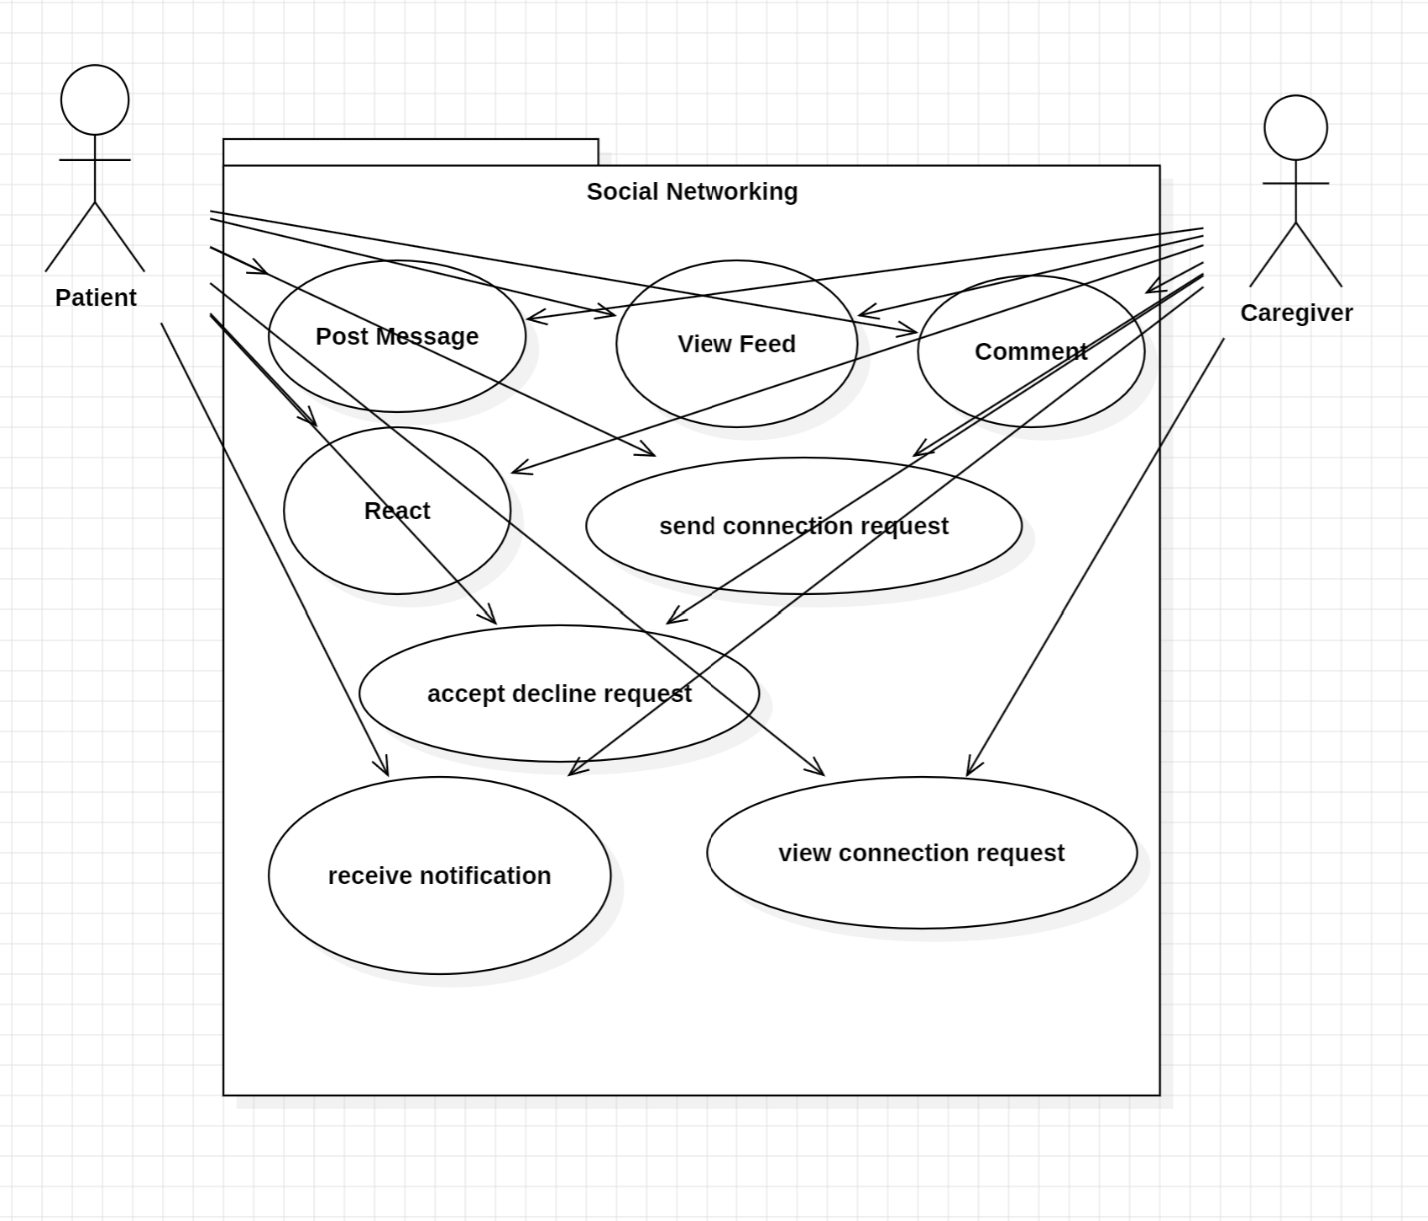 Social Networking
Patient
Caregiver
Post Message
View Feed
Comment
React
send connection request
accept decline request
receive notification
view connection request